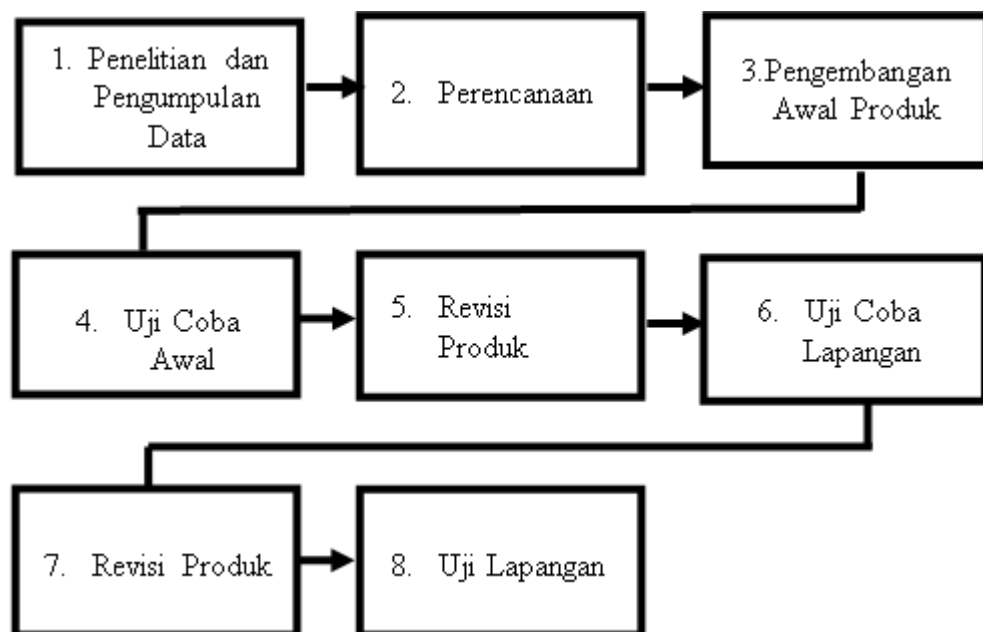 1. Penelitian dan
Pengumpulan
Data
2. Perencanaan
3.Pengembangan
Awal Produk
4. Uji Coba
Awal
5. Revisi
Produk
6. Uji Coba
Lapangan
7. Revisi Produk
8. Uji Lapangan